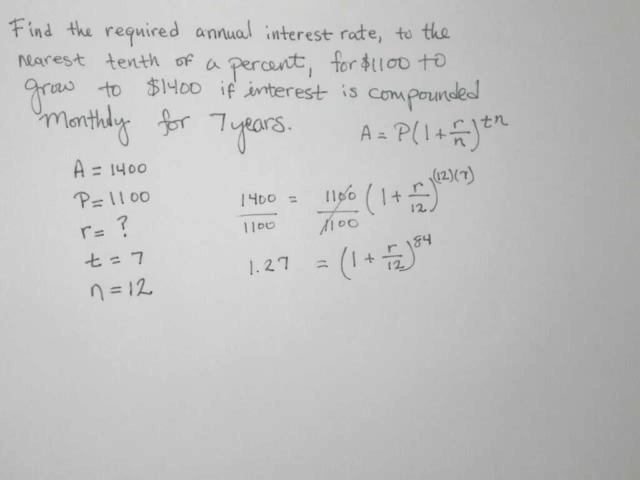 Find the required annual interest rate, to the
nearest tenth of a percent, for $1100 to
grow to $1400 if interest is compounded
Monthly for 7 years.
A = P(1 + r/n)^tn
A = 1400
P = 1100
r = ?
t = 7
n = 12
1400/1100 = 1100/1100 (1 + r/12)^(12)(7)
1.27 = (1 + r/12)^84